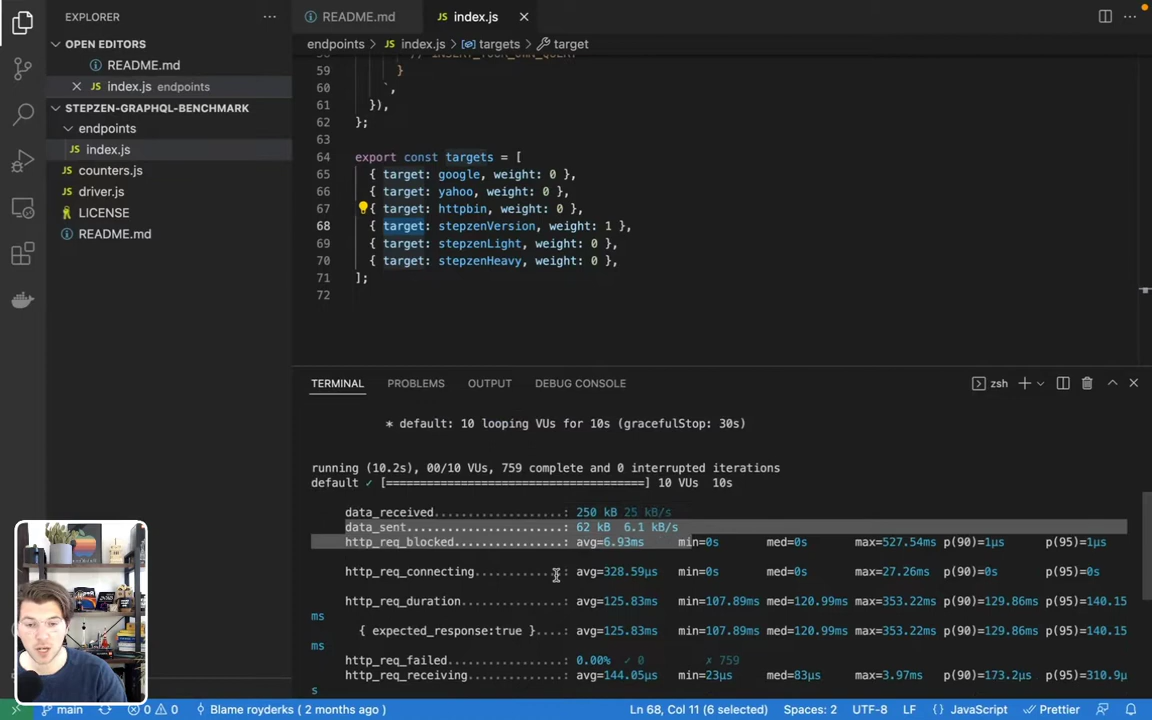 EXPLORER
OPEN EDITORS
README.md
index.js endpoints
STEPZEN-GRAPHQL-BENCHMARK
endpoints
JS index.js
counters.js
driver.js
LICENSE
README.md
README.md
JS index.js
endpoints > JS index.js > targets > target
59 }
60 `,
61 }),
62 };
63
64 export const targets = [
65 { target: google, weight: 0 },
66 { target: yahoo, weight: 0 },
67 { target: httpbin, weight: 0 },
68 { target: stepzenVersion, weight: 1 },
69 { target: stepzenLight, weight: 0 },
70 { target: stepzenHeavy, weight: 0 },
71 ];
72
TERMINAL PROBLEMS OUTPUT DEBUG CONSOLE
zsh
* default: 10 looping VUs for 10s (gracefulStop: 30s)
running (10.2s), 00/10 VUs, 759 complete and 0 interrupted iterations
default ✓ [======================================] 10 VUs 10s
data_received..................: 250 kB 25 kB/s
data_sent......................: 62 kB 6.1 kB/s
http_req_blocked...............: avg=6.93ms min=0s med=0s max=527.54ms p(90)=1µs p(95)=1µs
http_req_connecting............: avg=328.59µs min=0s med=0s max=27.26ms p(90)=0s p(95)=0s
http_req_duration..............: avg=125.83ms min=107.89ms med=120.99ms max=353.22ms p(90)=129.86ms p(95)=140.15
ms
{ expected_response:true }....: avg=125.83ms min=107.89ms med=120.99ms max=353.22ms p(90)=129.86ms p(95)=140.15
ms
http_req_failed................: 0.00% ✓ 0 ✗ 759
http_req_receiving.............: avg=144.05µs min=23µs med=83µs max=3.97ms p(90)=173.2µs p(95)=310.9µ
s
main 0 0 Blame royderks ( 2 months ago ) Ln 68, Col 11 (6 selected) Spaces: 2 UTF-8 LF {} JavaScript Prettier